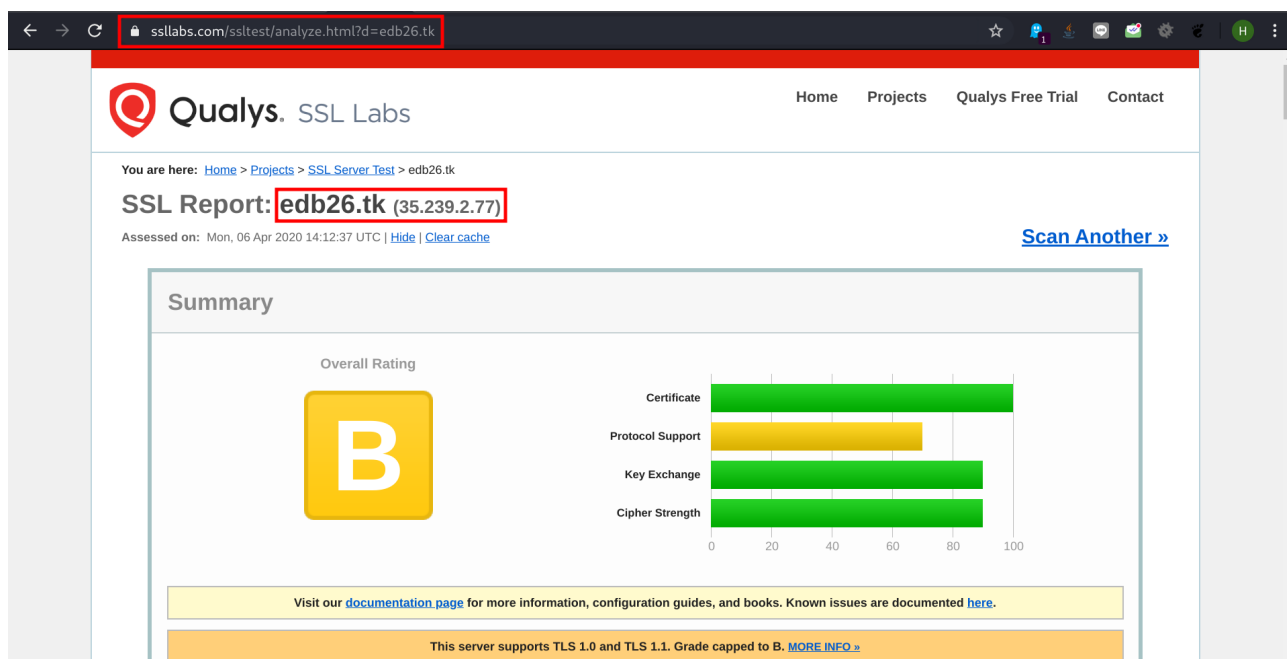 ssllabs.com/ssltest/analyze.html?d=edb26.tk
1
H
Qualys. SSL Labs
Home Projects Qualys Free Trial Contact
You are here: Home > Projects > SSL Server Test > edb26.tk
SSL Report: edb26.tk (35.239.2.77)
Assessed on: Mon, 06 Apr 2020 14:12:37 UTC | Hide | Clear cache
Scan Another »
Summary
Overall Rating
B
Certificate
Protocol Support
Key Exchange
Cipher Strength
0 20 40 60 80 100
Visit our documentation page for more information, configuration guides, and books. Known issues are documented here.
This server supports TLS 1.0 and TLS 1.1. Grade capped to B. MORE INFO »